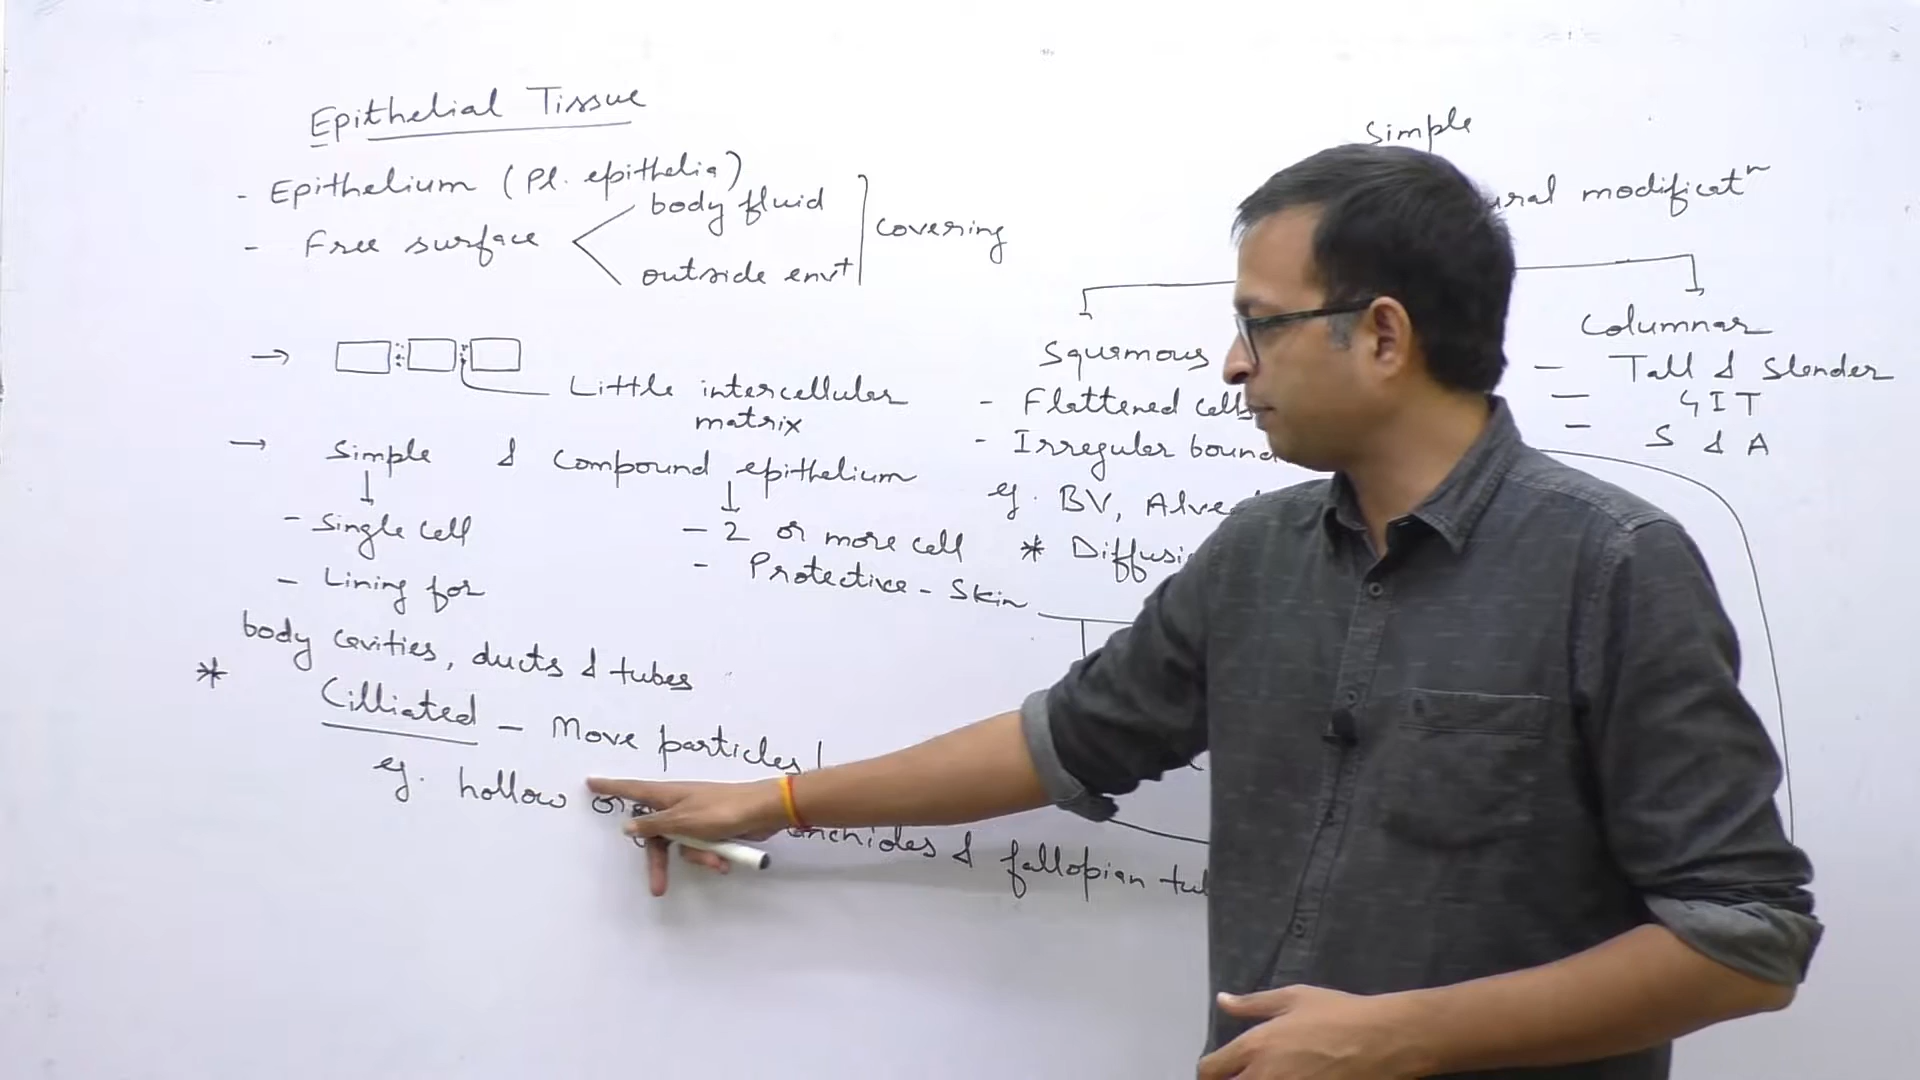 Epithelial Tissue
- Epithelium (Pl. epithelia)
- Free surface
body fluid
outside envt
covering
→ Little intercellular
matrix
→ Simple & Compound epithelium
- Single cell
- Lining for
body cavities, ducts & tubes
- 2 or more cell
- Protective - Skin
* Cilliated - Move particles
eg. hollow
& fallopian
Simple
modificatn
Squamous
- Flattened cells
- Irregular
eg. BV,
*
Columnar
- Tall & Slender
- GIT
- S & A